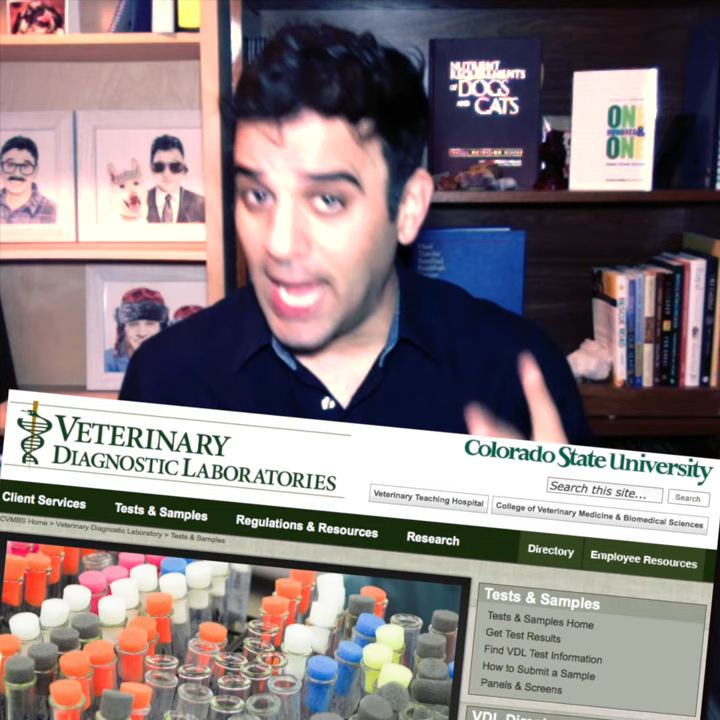 NUTRIENT
REQUIREMENTS
OF DOGS
AND CATS
ON
HUNDRED &
ON
VETERINARY
DIAGNOSTIC LABORATORIES
Colorado State University
Search this site...
Search
Veterinary Teaching Hospital
College of Veterinary Medicine & Biomedical Sciences
Client Services
Tests & Samples
Regulations & Resources
Research
Directory
Employee Resources
CVMBS Home > Veterinary Diagnostic Laboratory > Tests & Samples
Tests & Samples
Tests & Samples Home
Get Test Results
Find VDL Test Information
How to Submit a Sample
Panels & Screens